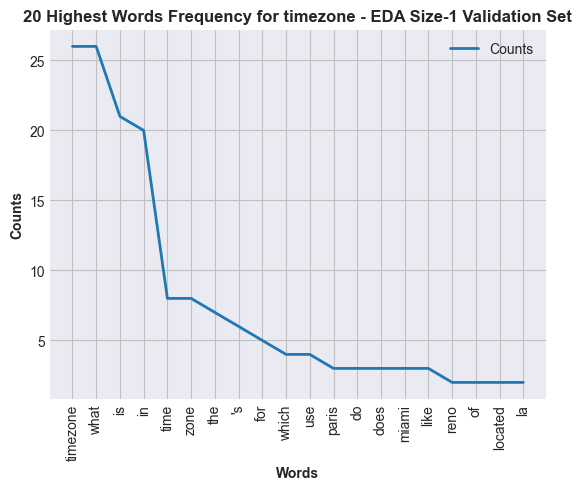 20 Highest Words Frequency for timezone - EDA Size-1 Validation Set
Counts
25
20
15
10
5
Counts
timezone
what
is
in
time
zone
the
's
for
which
use
paris
do
does
miami
like
reno
of
located
la
Words